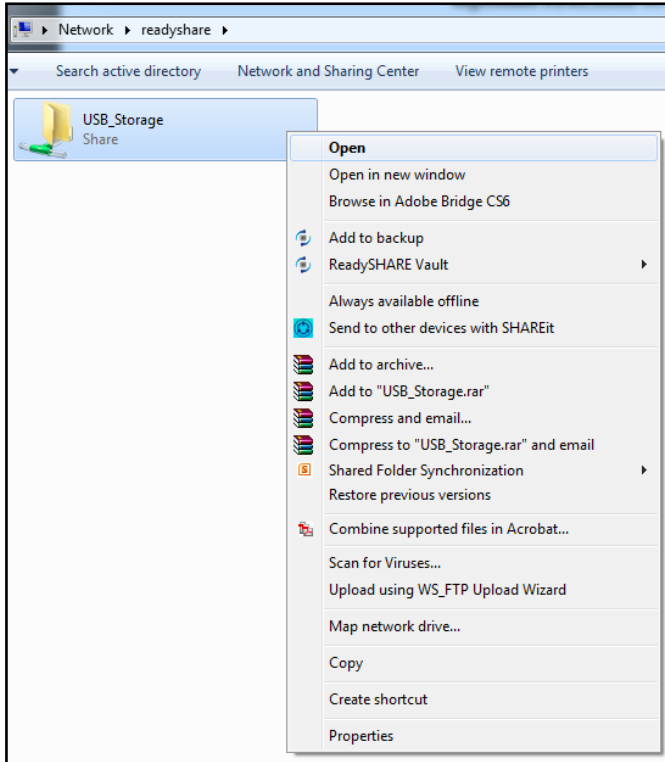 Network readyshare
Search active directory Network and Sharing Center View remote printers
USB_Storage
Share
Open
Open in new window
Browse in Adobe Bridge CS6
Add to backup
ReadySHARE Vault
Always available offline
Send to other devices with SHAREit
Add to archive...
Add to "USB_Storage.rar"
Compress and email...
Compress to "USB_Storage.rar" and email
S Shared Folder Synchronization
Restore previous versions
Combine supported files in Acrobat...
Scan for Viruses...
Upload using WS_FTP Upload Wizard
Map network drive...
Copy
Create shortcut
Properties